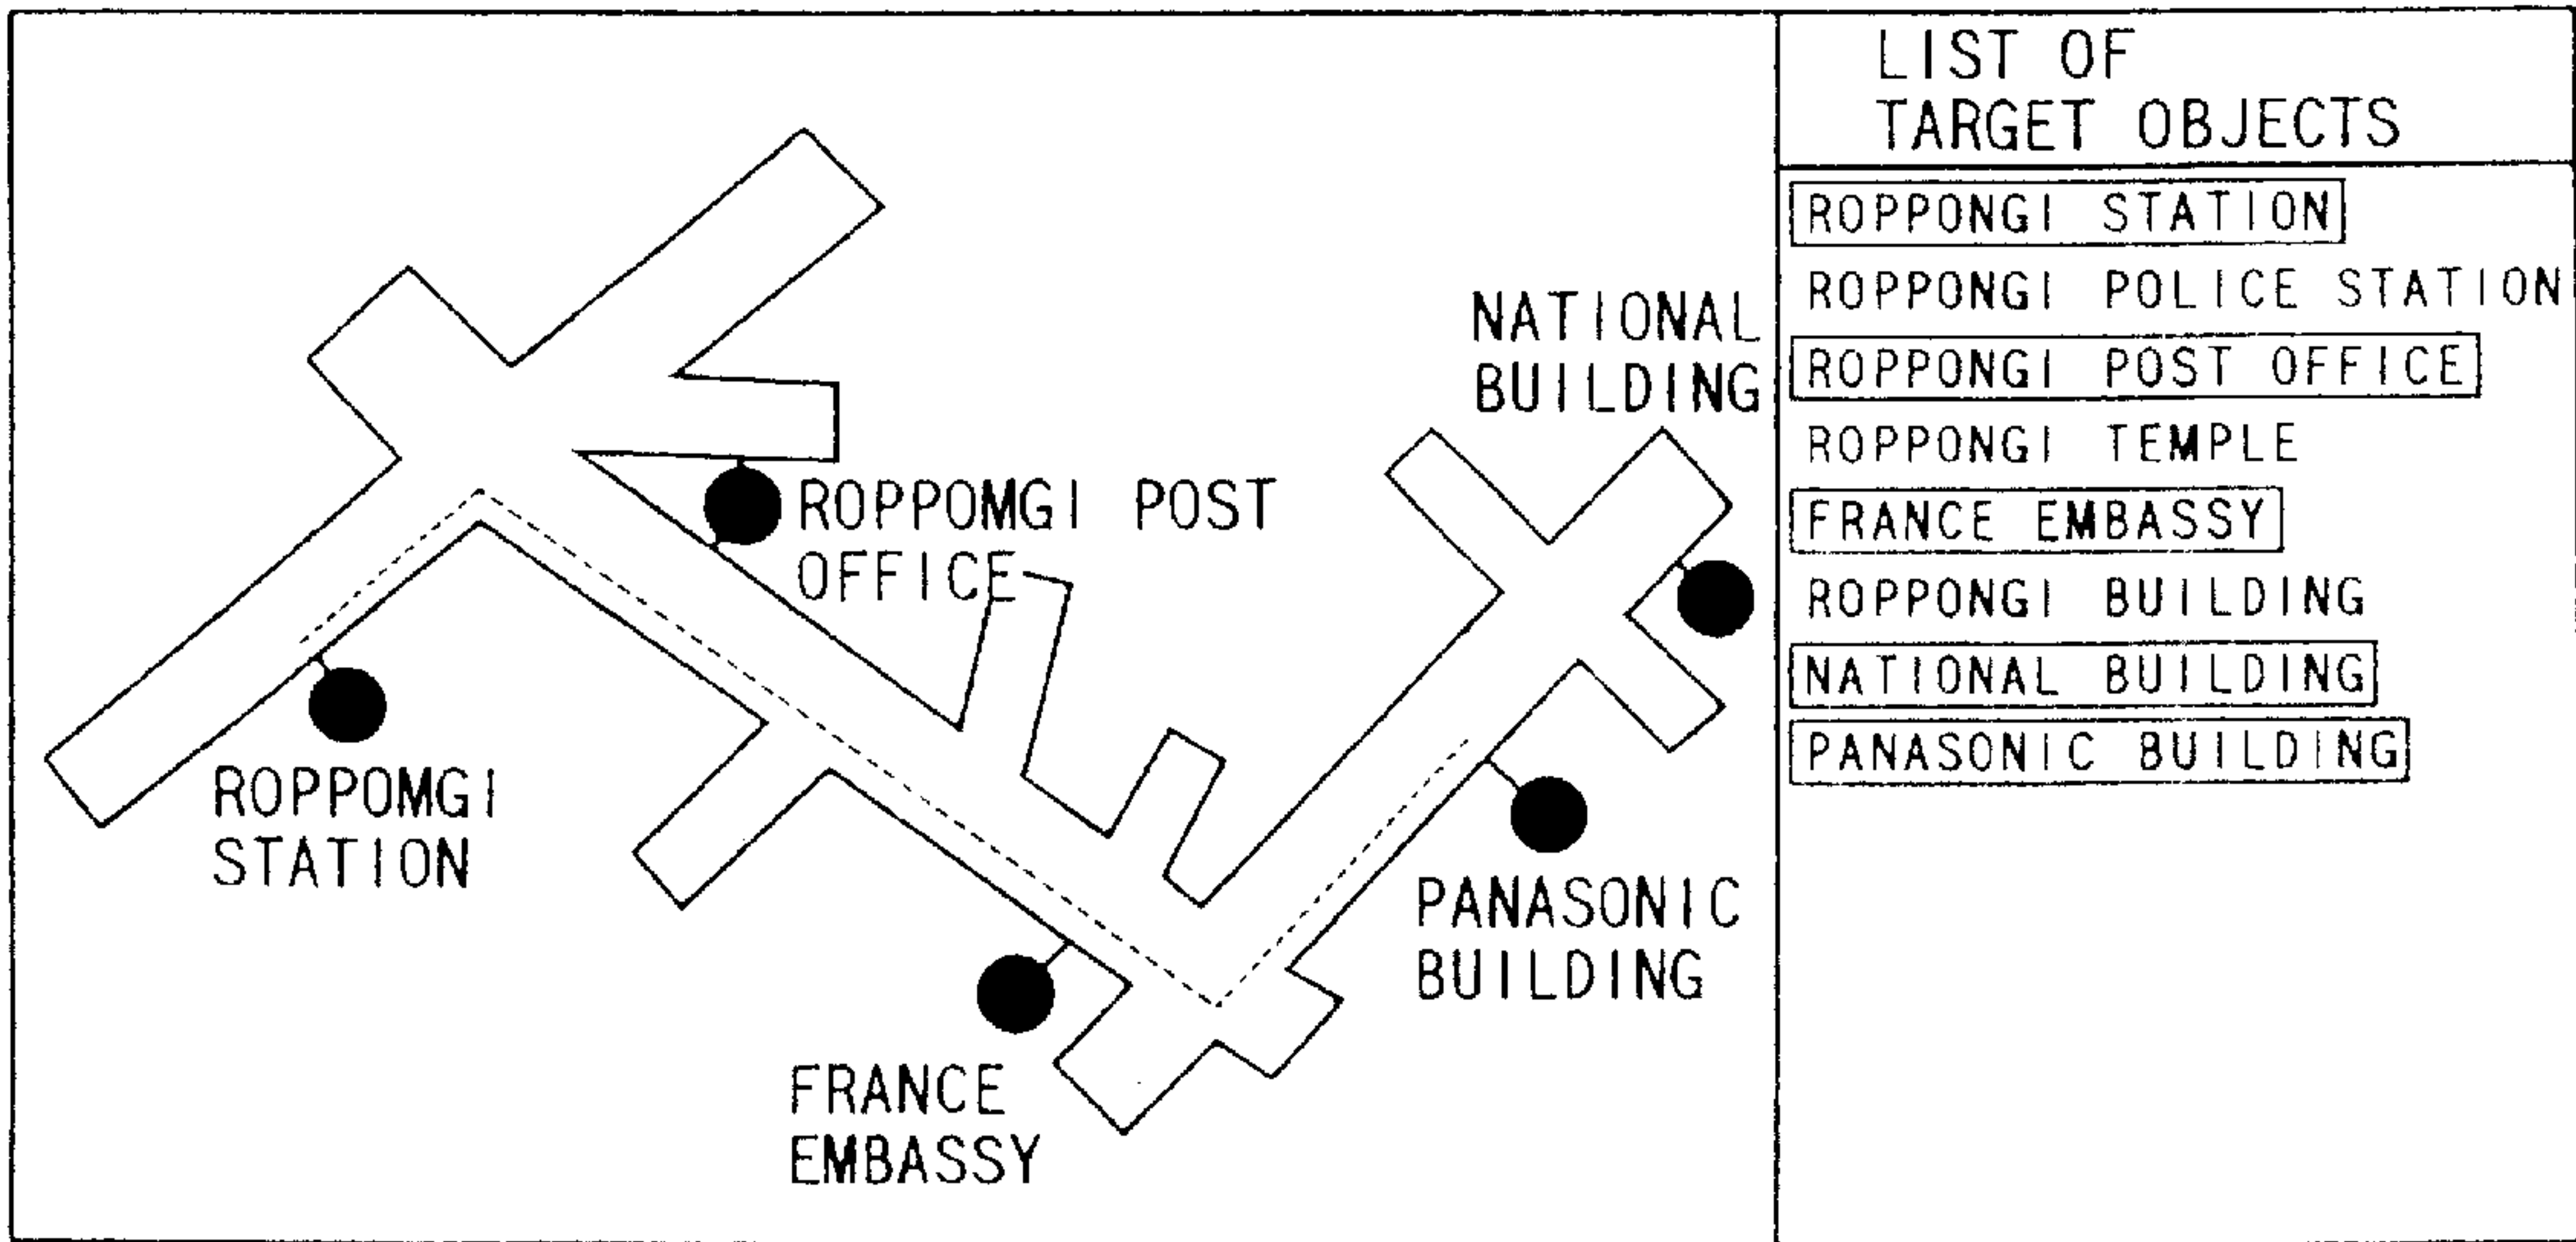 NATIONAL
BUILDING
ROPPOMGI POST
OFFICE
ROPPOMGI
STATION
PANASONIC
BUILDING
FRANCE
EMBASSY
LIST OF
TARGET OBJECTS
ROPPONGI STATION
ROPPONGI POLICE STATION
ROPPONGI POST OFFICE
ROPPONGI TEMPLE
FRANCE EMBASSY
ROPPONGI BUILDING
NATIONAL BUILDING
PANASONIC BUILDING